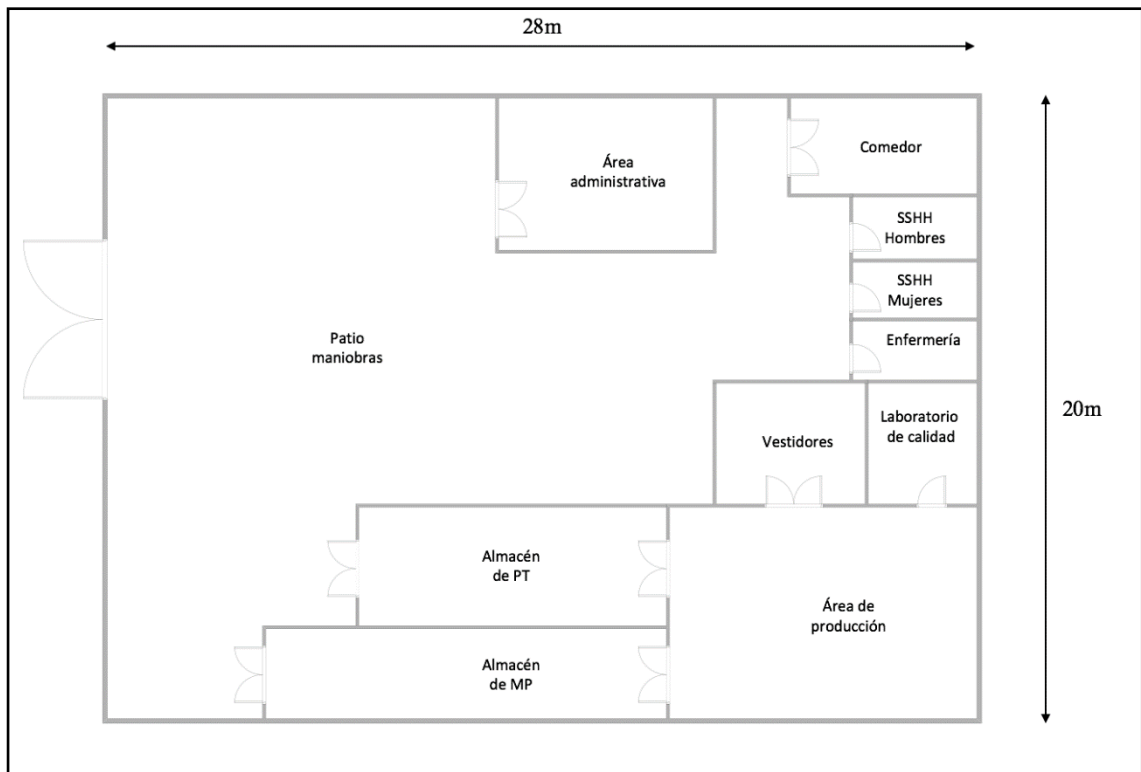 28m
Comedor
Área
administrativa
SSHH
Hombres
SSHH
Mujeres
Enfermería
Patio
maniobras
20m
Laboratorio
de calidad
Vestidores
Almacén
de PT
Área de
producción
Almacén
de MP